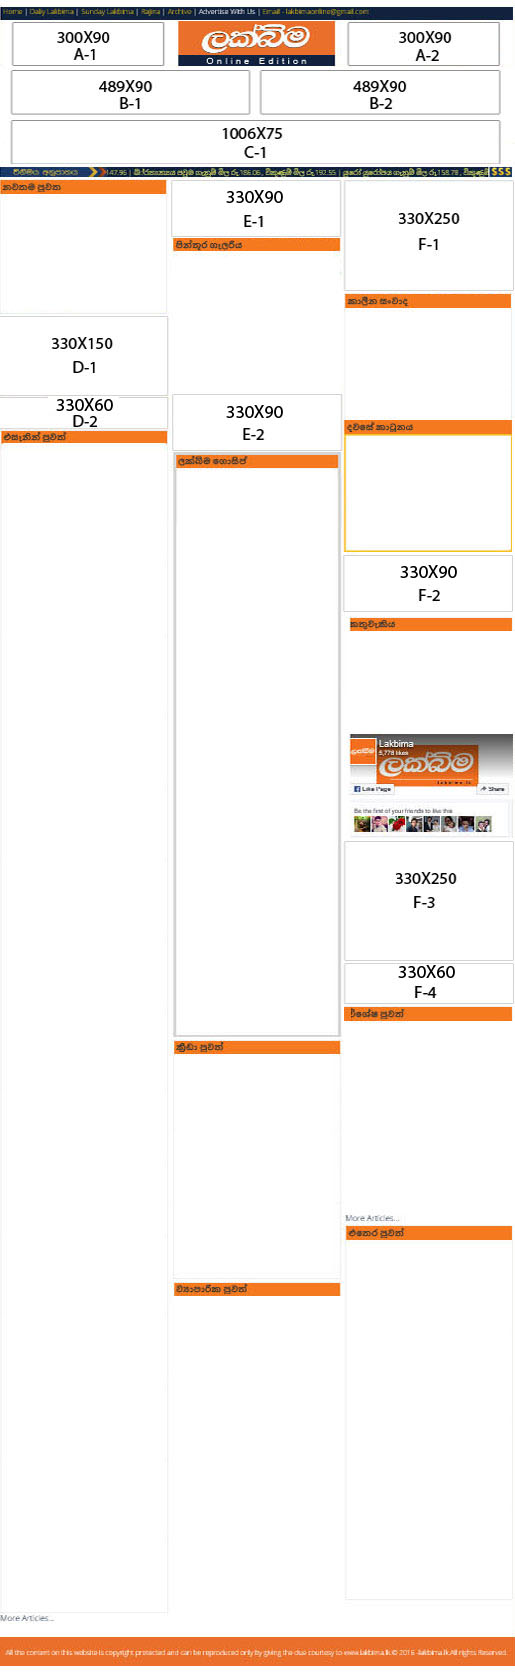 Home | Daily Lakbima | Sunday Lakbima | Rajina | Archive | Advertise With Us | Email - lakbimaonline@gmail.com
300X90
A-1
ලක්බිම
Online Edition
300X90
A-2
489X90
B-1
489X90
B-2
1006X75
C-1
විනිමය අනුපාතය
147.96 | බ්‍රිතාන්‍යය පවුම ගැනුම් මිල රු.186.06 , විකුණුම් මිල රු.192.55 | යුරෝ යුරෝපය ගැනුම් මිල රු.158.78 , විකුණුම් මි $$$
නවතම පුවත
330X90
E-1
පින්තූර ගැලරිය
330X250
F-1
කාලීන සංවාද
330X150
D-1
330X60
D-2
එසැනින් පුවත්
330X90
E-2
ලක්බිම ගොසිප්
දවසේ කාටූනය
330X90
F-2
කතුවැකිය
Lakbima
5,778 likes
ලක්බිම
Like Page
Share
Be the first of your friends to like this
330X250
F-3
330X60
F-4
විශේෂ පුවත්
ක්‍රීඩා පුවත්
More Articles...
එතෙර පුවත්
ව්‍යාපාරික පුවත්
More Articles...
All the content on this website is copyright protected and can be reproduced only by giving the due courtesy to www.lakbima.lk © 2016 -lakbima.lk All rights Reserved.